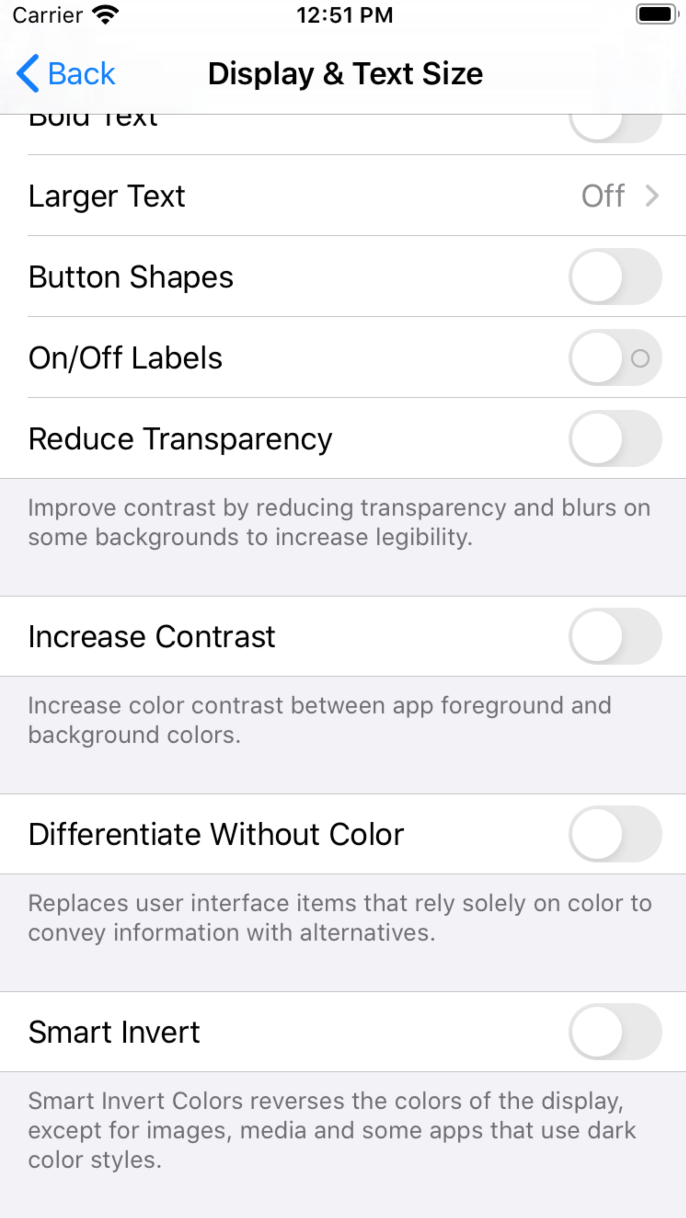 Carrier 12:51 PM
Back Display & Text Size
Bold Text
Larger Text Off
Button Shapes
On/Off Labels
Reduce Transparency
Improve contrast by reducing transparency and blurs on
some backgrounds to increase legibility.
Increase Contrast
Increase color contrast between app foreground and
background colors.
Differentiate Without Color
Replaces user interface items that rely solely on color to
convey information with alternatives.
Smart Invert
Smart Invert Colors reverses the colors of the display,
except for images, media and some apps that use dark
color styles.